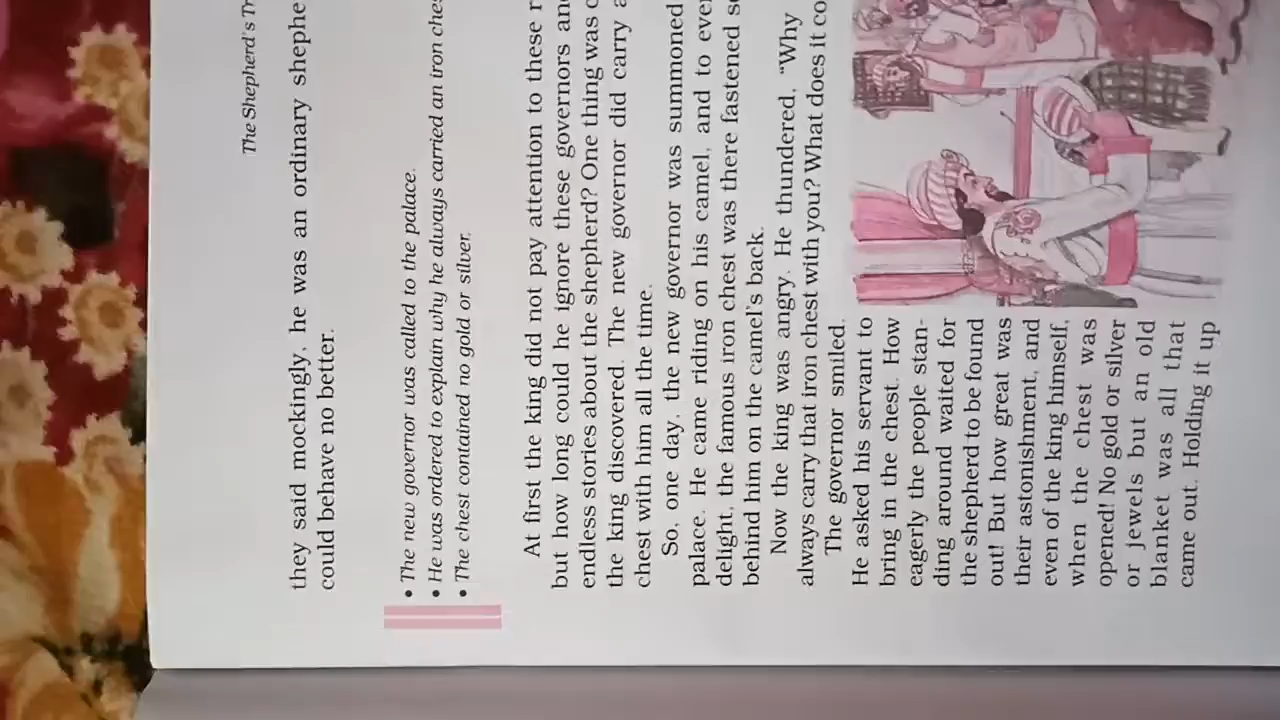 The Shepherd's
they said mockingly, he was an ordinary
could behave no better.
• The new governor was called to the palace.
• He was ordered to explain why he always carried an iron
• The chest contained no gold or silver.
At first the king did not pay attention to these
but how long could he ignore these governors
endless stories about the shepherd? One thing was
the king discovered. The new governor did carry
chest with him all the time.
So, one day, the new governor was summoned
palace. He came riding on his camel, and to
delight, the famous iron chest was there fastened
behind him on the camel's back.
Now the king was angry. He thundered, “Why
always carry that iron chest with you? What does it
The governor smiled.
He asked his servant to
bring in the chest. How
eagerly the people stan-
ding around waited for
the shepherd to be found
out! But how great was
their astonishment, and
even of the king himself,
when the chest was
opened! No gold or silver
or jewels but an old
blanket was all that
came out. Holding it up